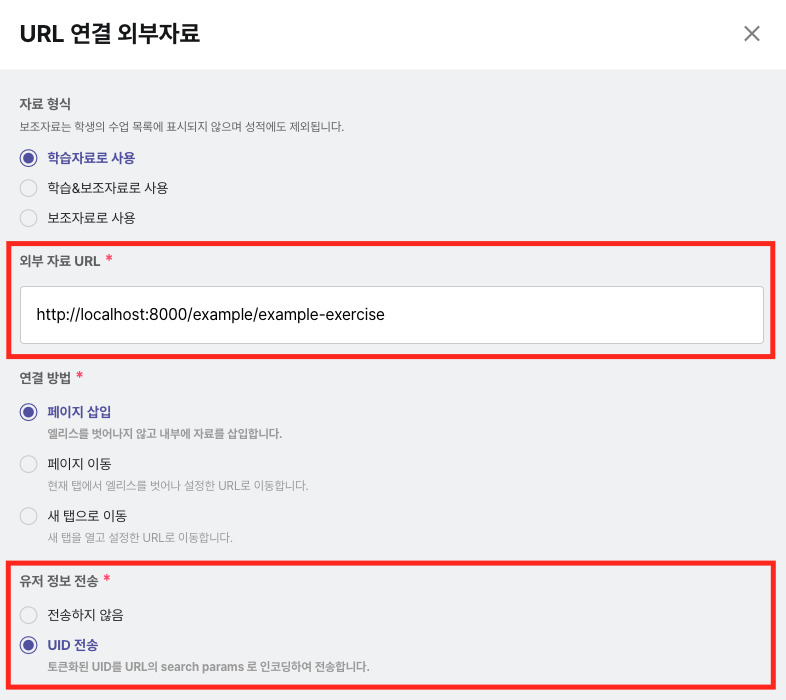 URL 연결 외부자료
자료 형식
보조자료는 학생의 수업 목록에 표시되지 않으며 성적에도 제외됩니다.
학습자료로 사용
학습&보조자료로 사용
보조자료로 사용
외부 자료 URL *
http://localhost:8000/example/example-exercise
연결 방법 *
페이지 삽입
엘리스를 벗어나지 않고 내부에 자료를 삽입합니다.
페이지 이동
현재 탭에서 엘리스를 벗어나 설정한 URL로 이동합니다.
새 탭으로 이동
새 탭을 열고 설정한 URL로 이동합니다.
유저 정보 전송 *
전송하지 않음
UID 전송
토큰화된 UID를 URL의 search params 로 인코딩하여 전송합니다.